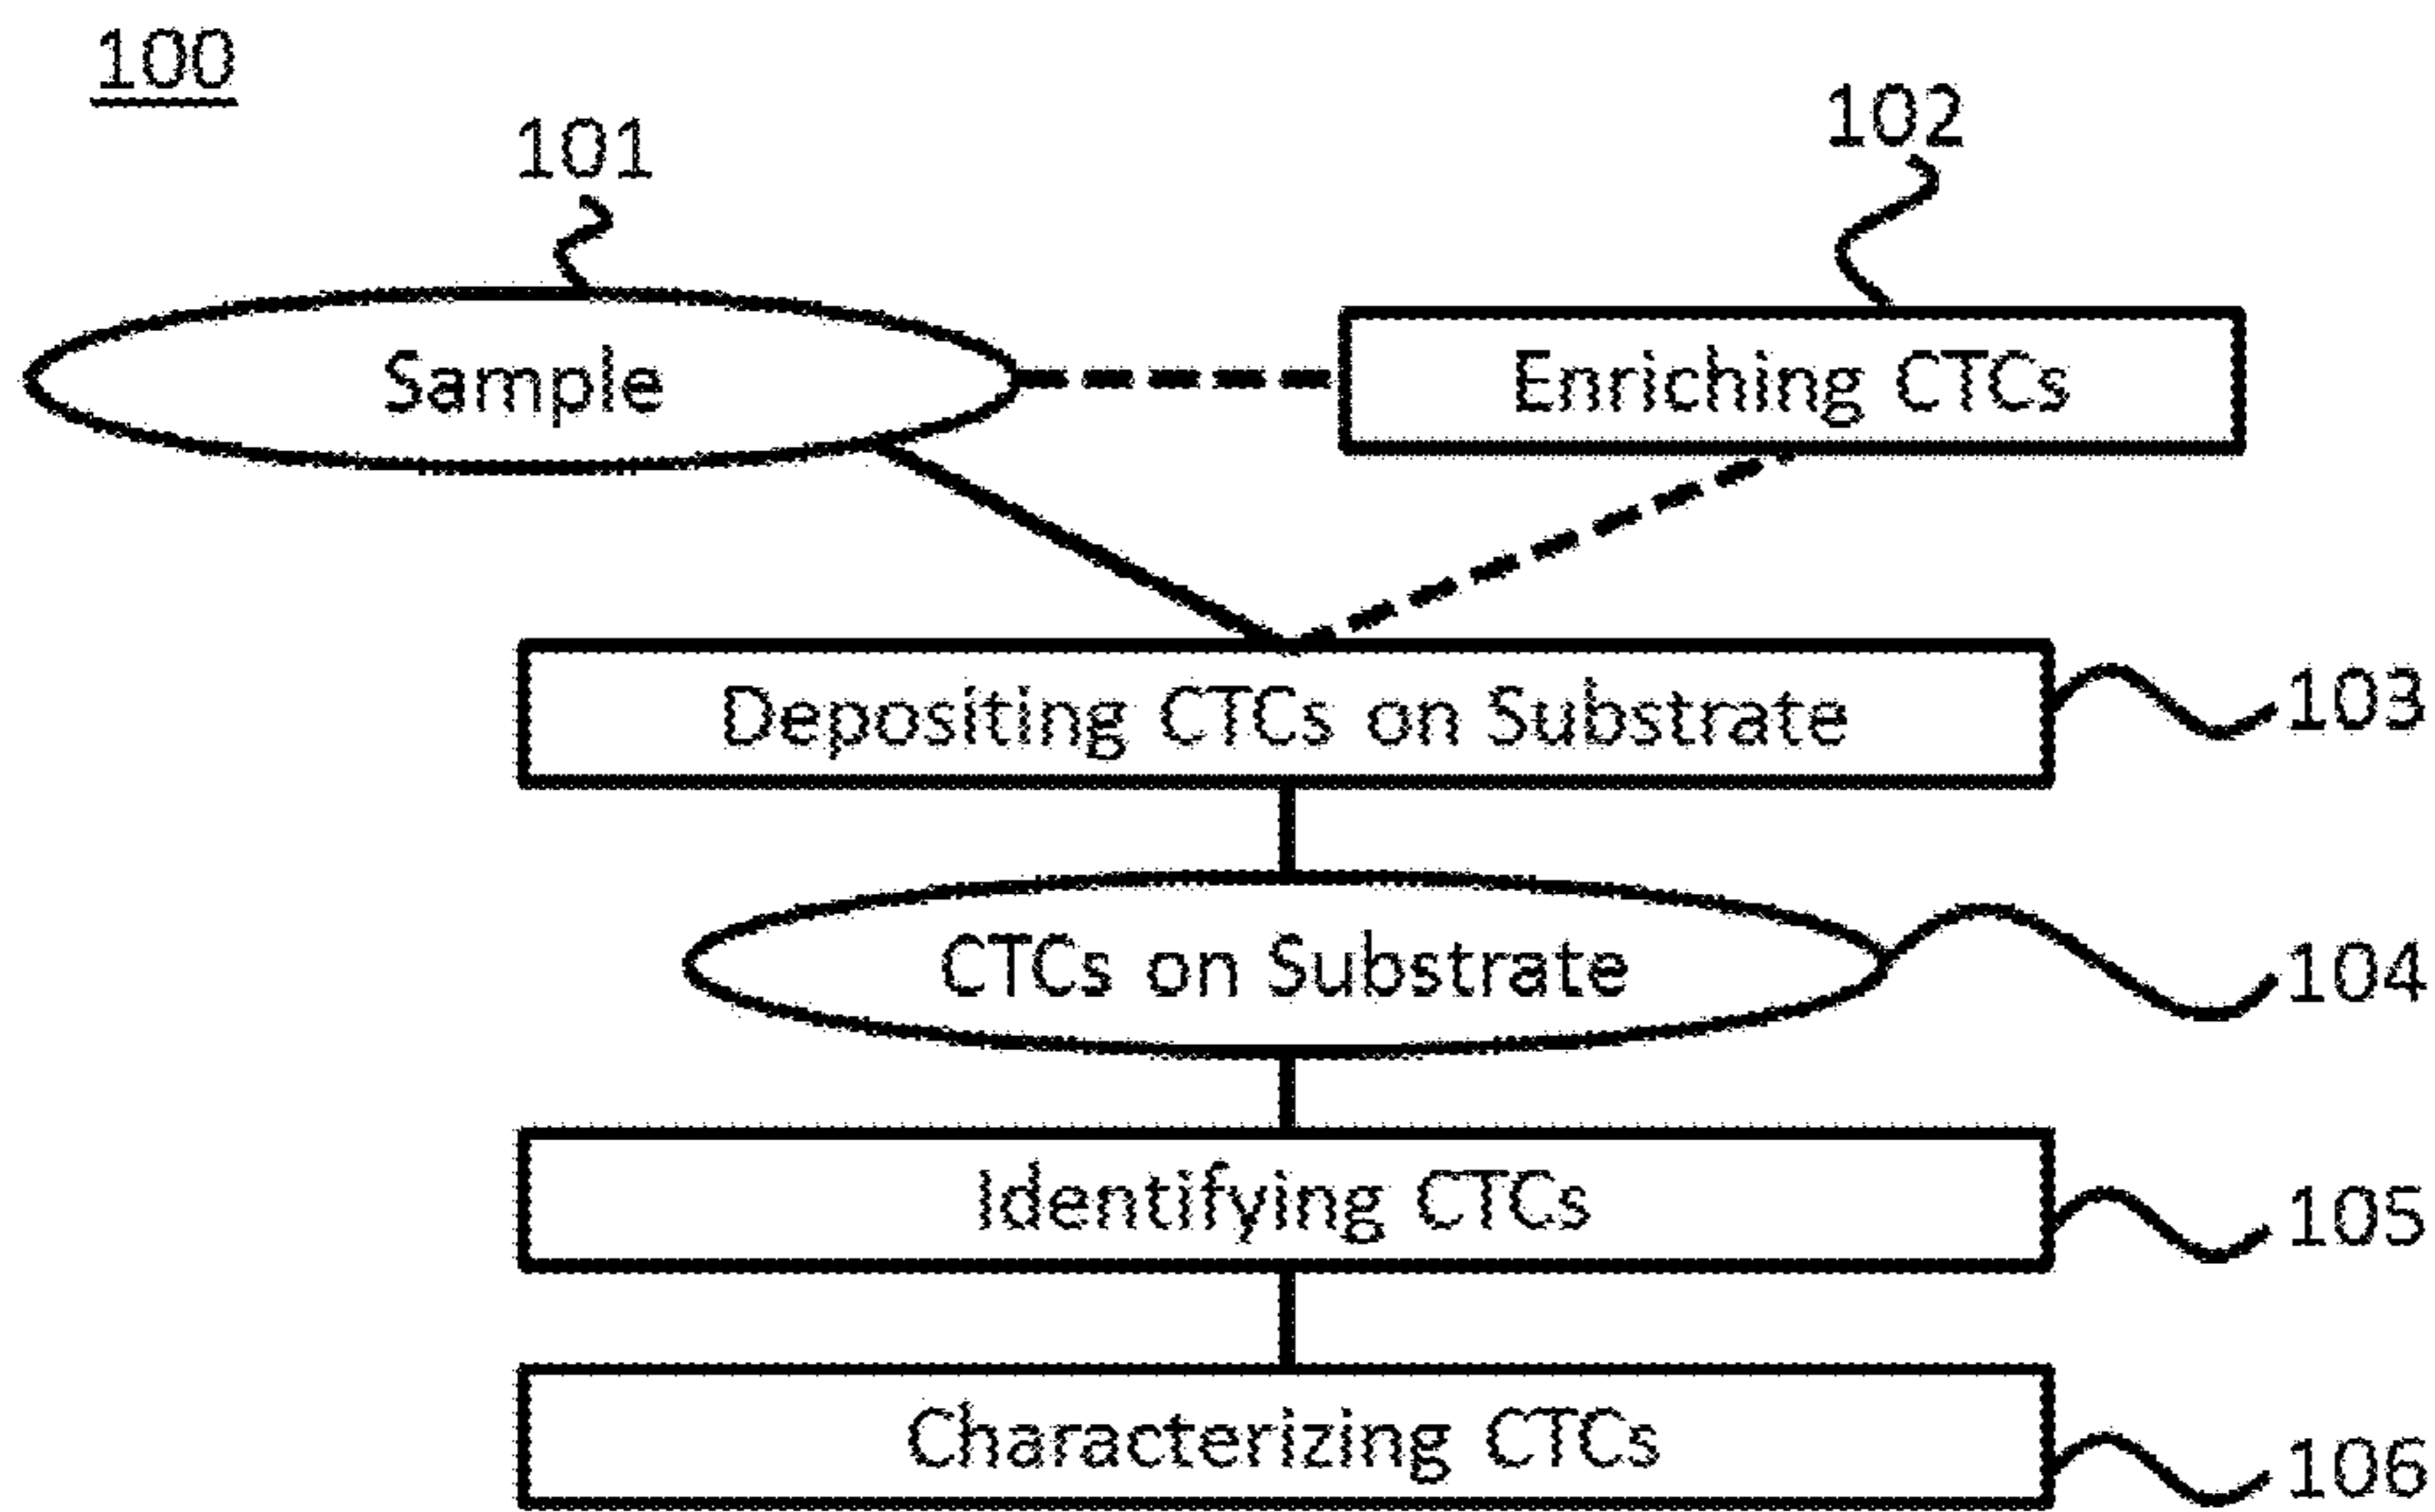 100
101
102
Sample
Enriching CTCs
Depositing CTCs on Substrate
103
CTCs on Substrate
104
Identifying CTCs
105
Characterizing CTCs
106